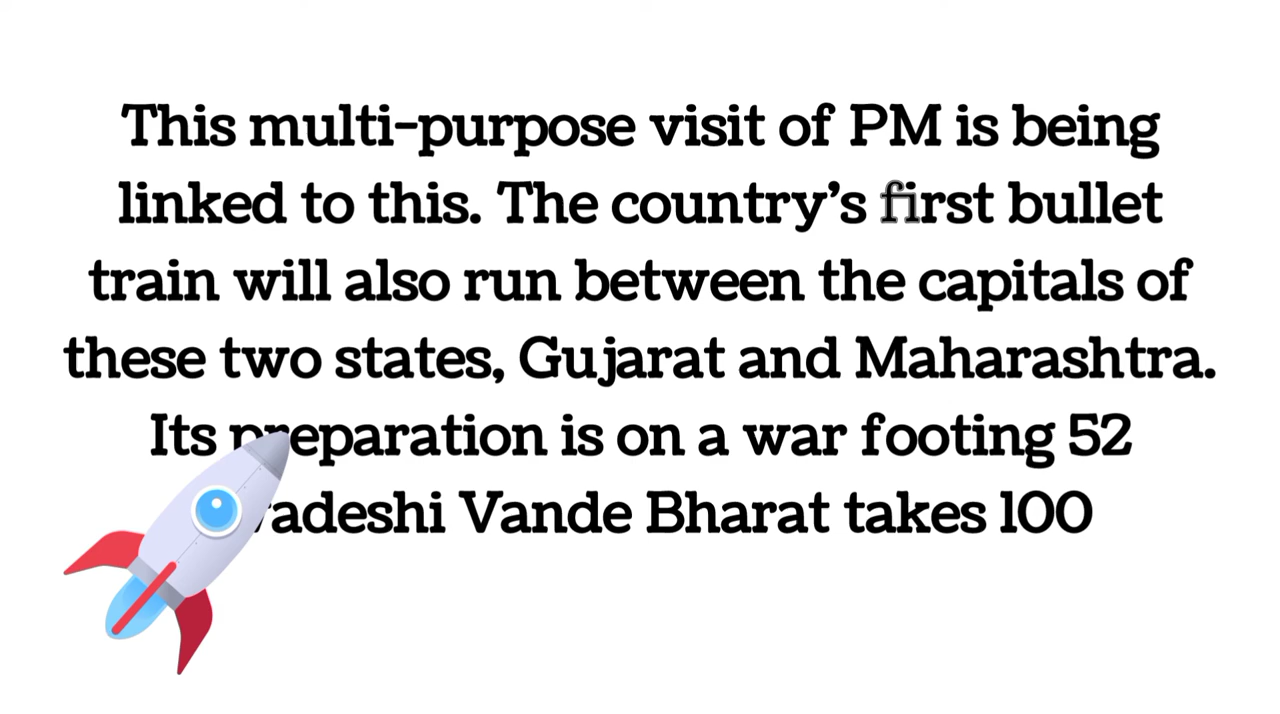 This multi-purpose visit of PM is being
linked to this. The country’s first bullet
train will also run between the capitals of
these two states, Gujarat and Maharashtra.
Its preparation is on a war footing 52
Vande Bharat takes 100